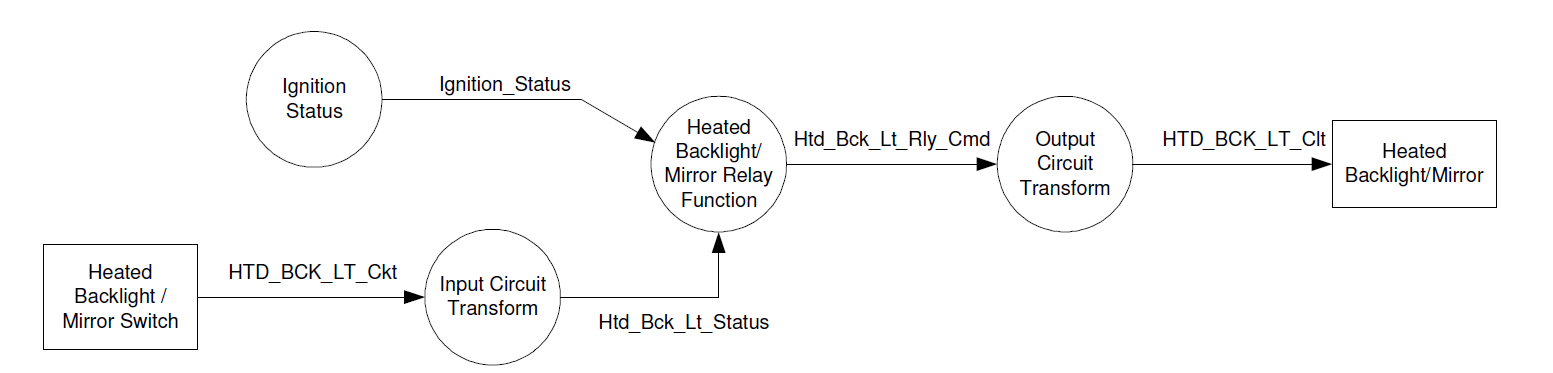 Ignition
Status
Ignition_Status
Heated
Backlight/
Mirror Relay
Function
Htd_Bck_Lt_Rly_Cmd
Output
Circuit
Transform
HTD_BCK_LT_Clt
Heated
Backlight/Mirror
Heated
Backlight /
Mirror Switch
HTD_BCK_LT_Ckt
Input Circuit
Transform
Htd_Bck_Lt_Status